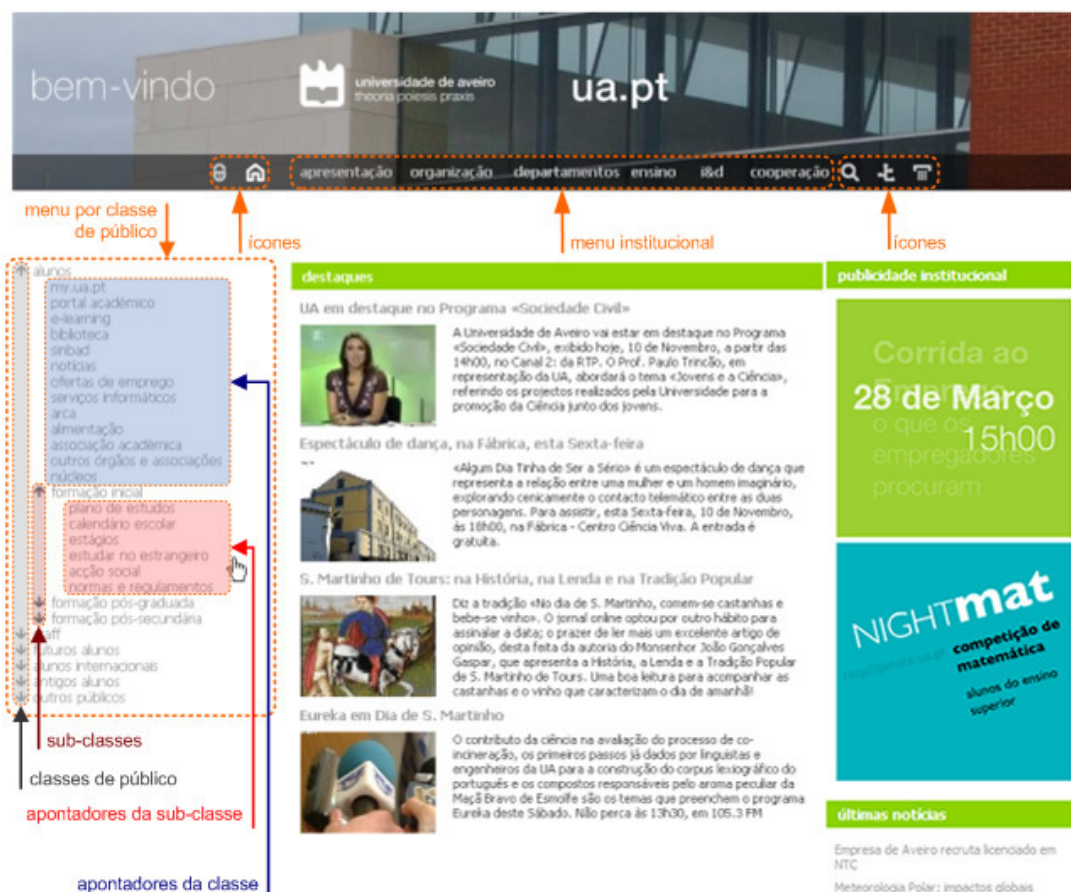 bem-vindo
universidade de aveiro
theoria poiesis praxis
ua.pt
apresentação organização departamentos ensino i&d cooperação
menu por classe
de público
ícones
menu institucional
ícones
alunos
my.ua.pt
portal académico
e-learning
biblioteca
sinbad
notícias
ofertas de emprego
serviços informáticos
arca
alimentação
associação académica
outros órgãos e associações
núcleos
formação inicial
plano de estudos
calendário escolar
estágios
estudar no estrangeiro
acção social
normas e regulamentos
formação pós-graduada
formação pós-secundária
staff
futuros alunos
alunos internacionais
antigos alunos
outros públicos
sub-classes
classes de público
apontadores da sub-classe
apontadores da classe
destaques
UA em destaque no Programa «Sociedade Civil»
A Universidade de Aveiro vai estar em destaque no Programa
«Sociedade Civil», exibido hoje, 10 de Novembro, a partir das
14h00, no Canal 2: da RTP. O Prof. Paulo Trincão, em
representação da UA, abordará o tema «Jovens e a Ciência»,
referindo os projectos realizados pela Universidade para a
promoção da Ciência junto dos jovens.
Espectáculo de dança, na Fábrica, esta Sexta-feira
«Algum Dia Tinha de Ser a Sério» é um espectáculo de dança que
representa a relação entre uma mulher e um homem imaginário,
explorando cenicamente o contacto telemático entre as duas
personagens. Para assistir, esta Sexta-feira, 10 de Novembro,
às 18h00, na Fábrica - Centro Ciência Viva. A entrada é
gratuita.
S. Martinho de Tours: na História, na Lenda e na Tradição Popular
Diz a tradição «No dia de S. Martinho, comem-se castanhas e
bebe-se vinho». O jornal online optou por outro hábito para
assinalar a data; o prazer de ler mais um excelente artigo de
opinião, desta feita da autoria do Monsenhor João Gonçalves
Gaspar, que apresenta a História, a Lenda e a Tradição Popular
de S. Martinho de Tours. Uma boa leitura para acompanhar as
castanhas e o vinho que caracterizam o dia de amanhã!
Eureka em Dia de S. Martinho
O contributo da ciência na avaliação do processo de co-
incineração, os primeiros passos já dados por linguistas e
engenheiros da UA para a construção do corpus lexiográfico do
português e os compostos responsáveis pelo aroma peculiar da
Maçã Bravo de Esmolfe são os temas que preenchem o programa
Eureka deste Sábado. Não perca às 13h30, em 105.3 FM
publicidade institucional
Corrida ao
Emprego
28 de Março
o que os
15h00
empregadores
procuram
NIGHTmat
competição de
matemática
alunos do ensino
superior
últimas notícias
Empresa de Aveiro recruta licenciado em
NTC
Meteorologia Polar: impactos globais